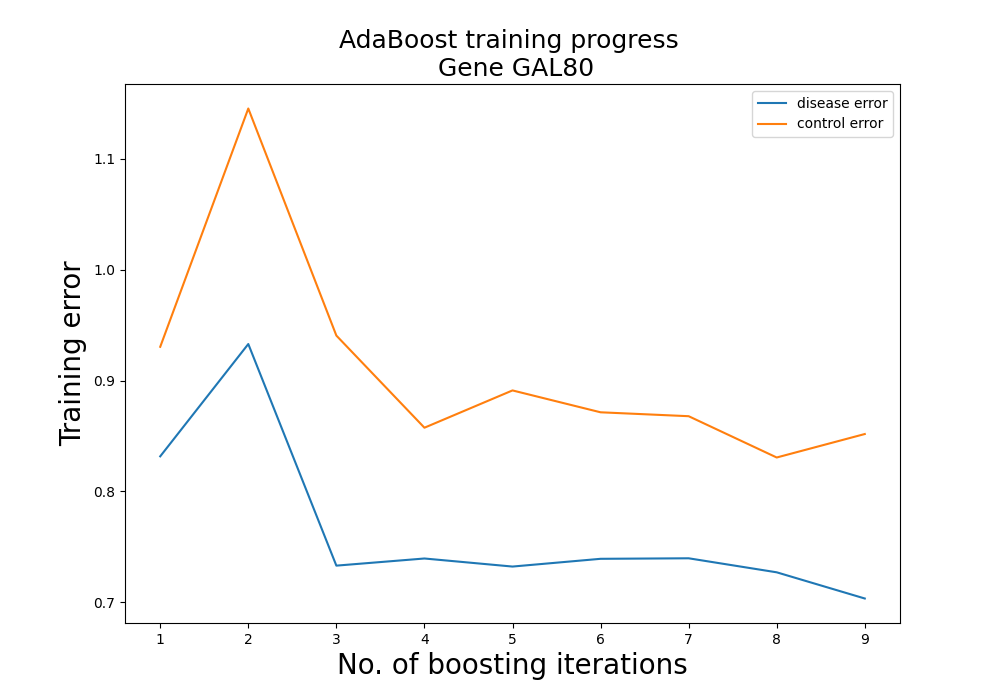 AdaBoost training progress
Gene GAL80
disease error
control error
Training error
1.1
1.0
0.9
0.8
0.7
1 2 3 4 5 6 7 8 9
No. of boosting iterations